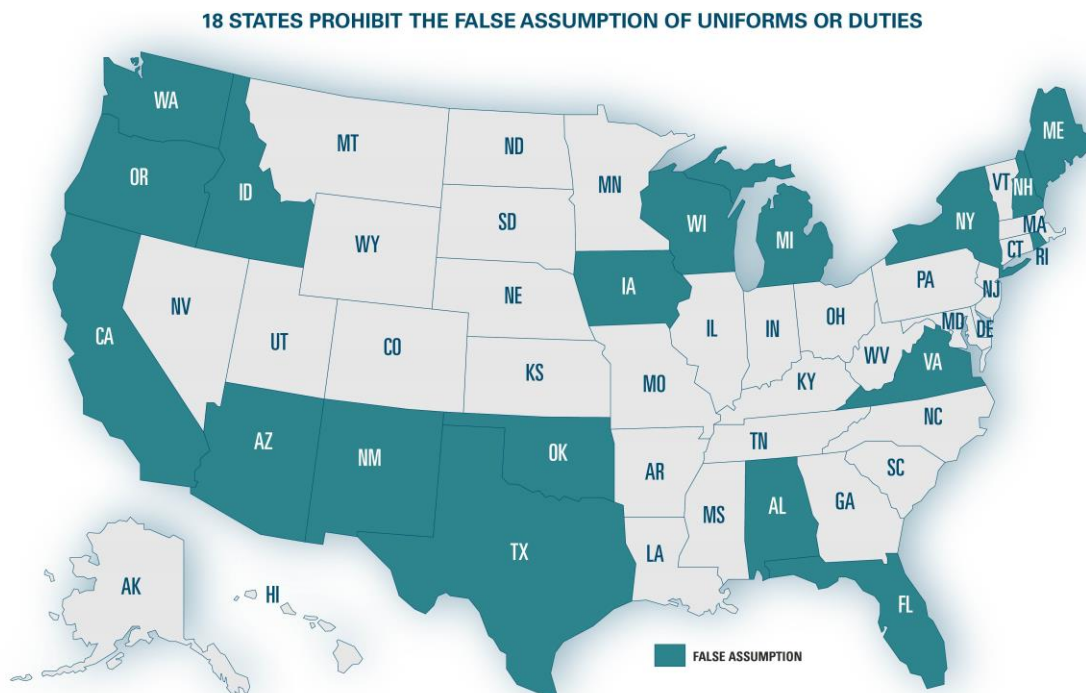 18 STATES PROHIBIT THE FALSE ASSUMPTION OF UNIFORMS OR DUTIES
WA
MT
ND
MN
ME
OR
ID
SD
WI
MI
VT
NH
NY
MA
WY
CT
RI
IA
NE
PA
NJ
NV
UT
CO
IL
IN
OH
MD
DE
CA
KS
MO
WV
VA
KY
NC
AZ
NM
OK
TN
AR
SC
MS
AL
GA
TX
LA
AK
HI
FL
FALSE ASSUMPTION